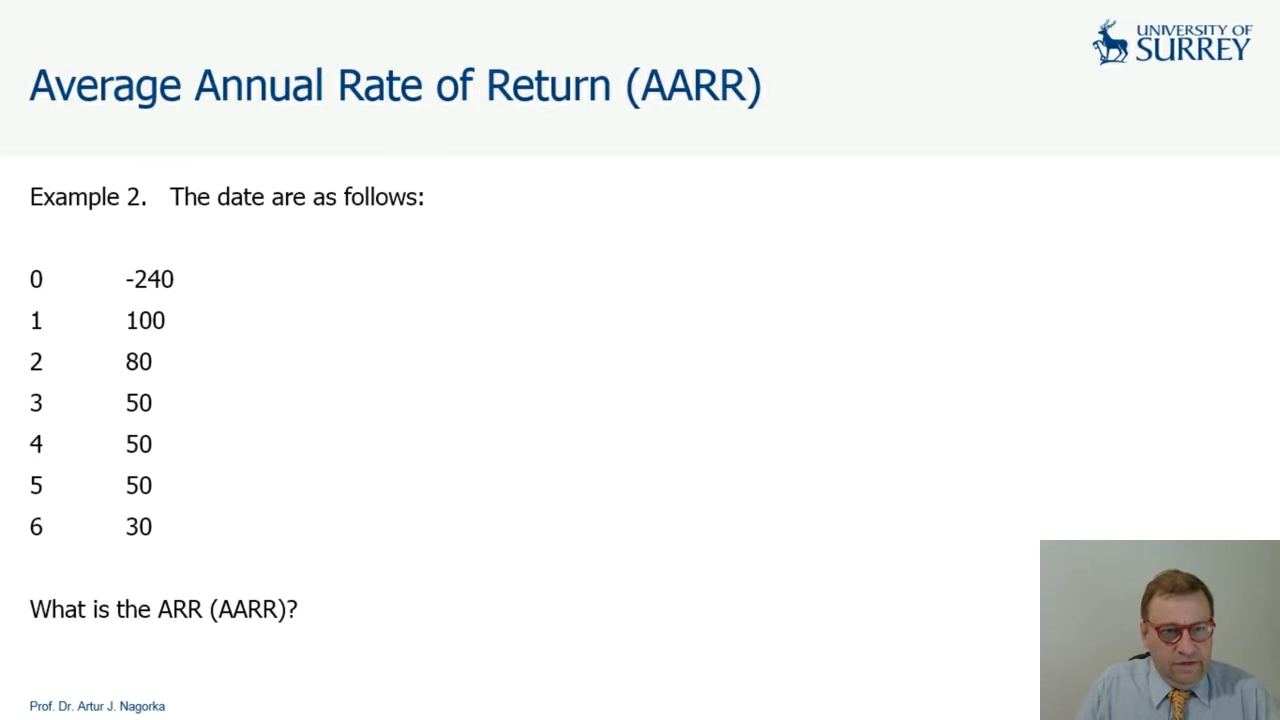 UNIVERSITY OF
SURREY
Average Annual Rate of Return (AARR)
Example 2. The date are as follows:
0 -240
1 100
2 80
3 50
4 50
5 50
6 30
What is the ARR (AARR)?
Prof. Dr. Artur J. Nagorka